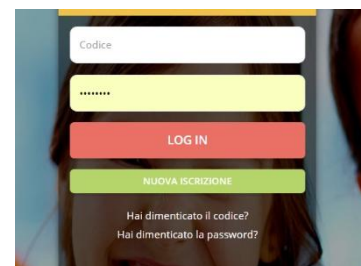 Codice
••••••••
LOG IN
NUOVA ISCRIZIONE
Hai dimenticato il codice?
Hai dimenticato la password?